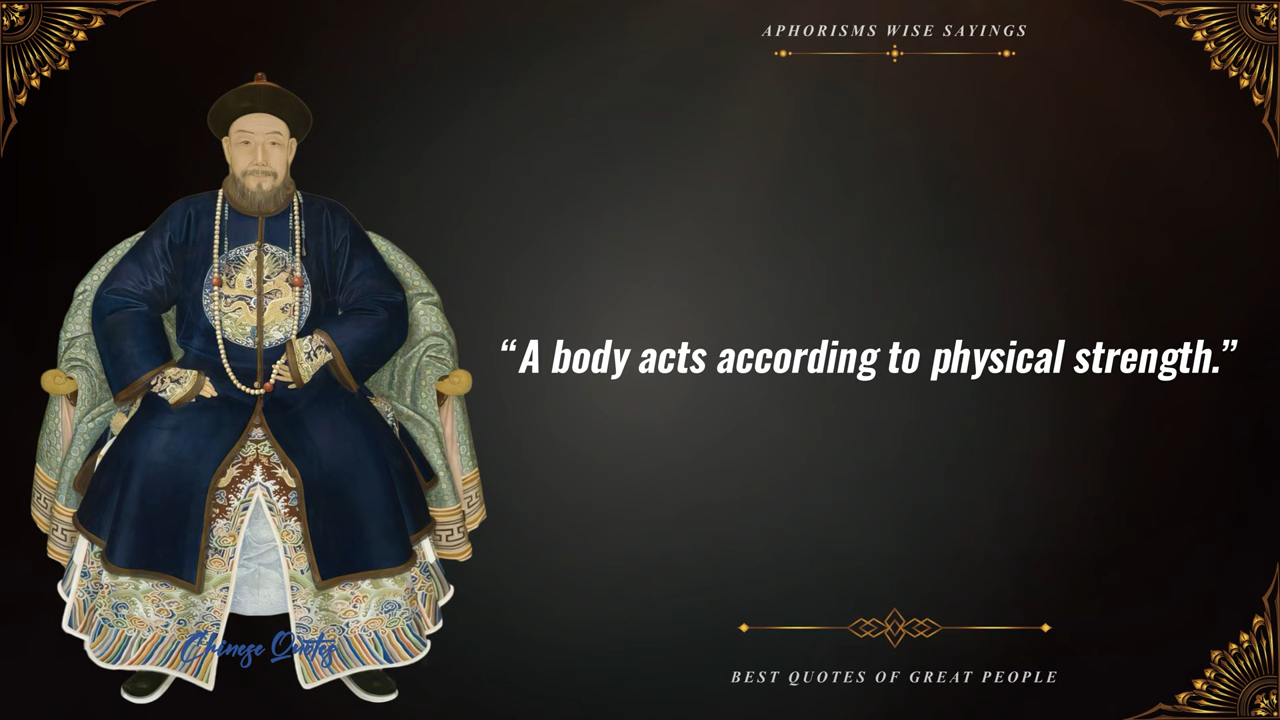 APHORISMS WISE SAYINGS
“A body acts according to physical strength.”
Chinese Quotes
BEST QUOTES OF GREAT PEOPLE